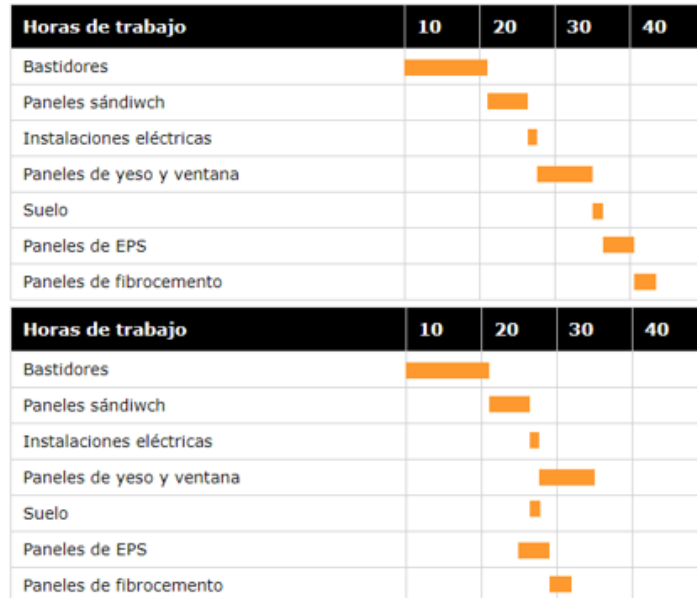 Horas de trabajo 10 20 30 40
Bastidores
Paneles sándiwch
Instalaciones eléctricas
Paneles de yeso y ventana
Suelo
Paneles de EPS
Paneles de fibrocemento
Horas de trabajo 10 20 30 40
Bastidores
Paneles sándiwch
Instalaciones eléctricas
Paneles de yeso y ventana
Suelo
Paneles de EPS
Paneles de fibrocemento